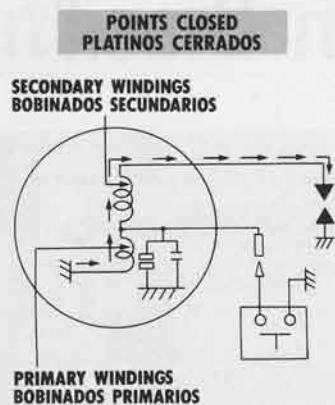 POINTS CLOSED
PLATINOS CERRADOS
SECONDARY WINDINGS
BOBINADOS SECUNDARIOS
PRIMARY WINDINGS
BOBINADOS PRIMARIOS